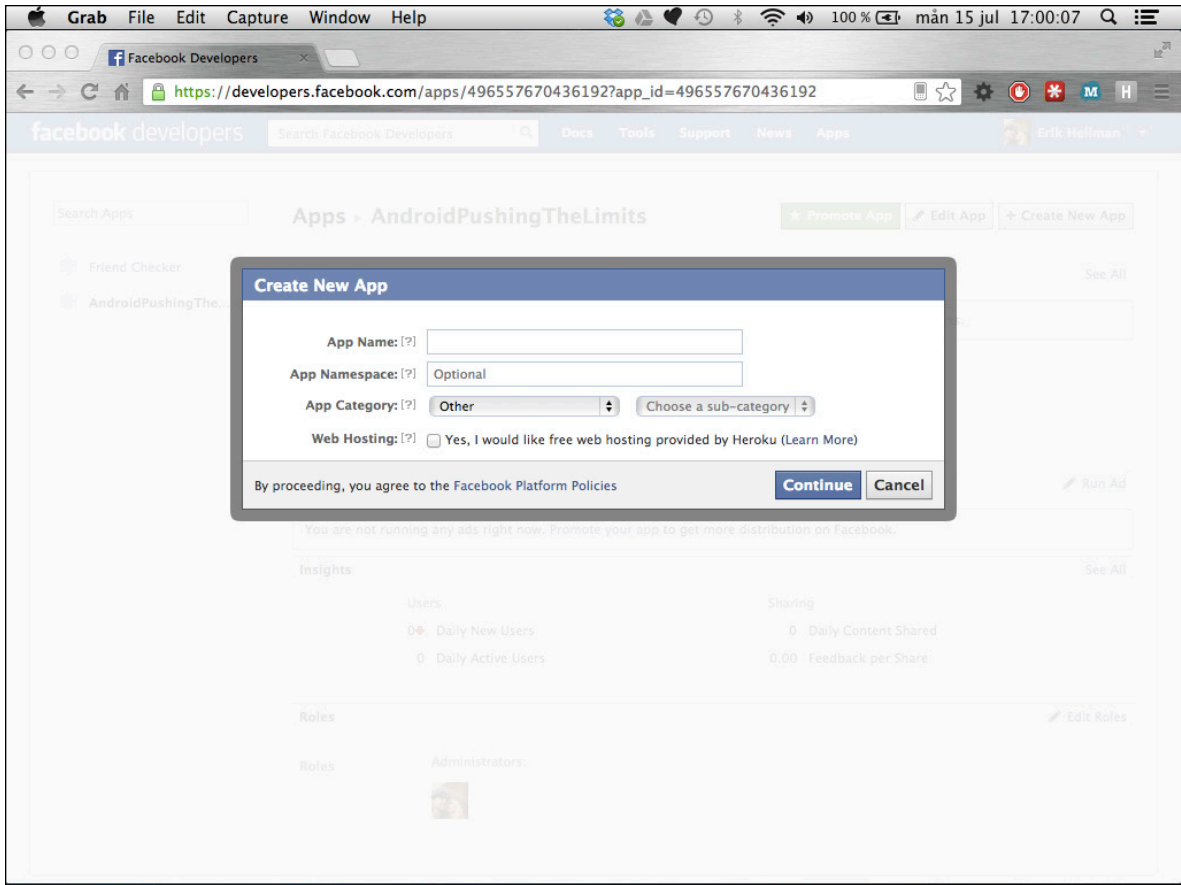 Grab File Edit Capture Window Help 100 % mån 15 jul 17:00:07
Facebook Developers
https://developers.facebook.com/apps/496557670436192?app_id=496557670436192
facebook developers Search Facebook Developers Docs Tools Support News Apps Erik Hellman
Search Apps Apps AndroidPushingTheLimits Promote App Edit App + Create New App
Friend Checker See All
AndroidPushingThe...
Create New App
App Name: [?]
App Namespace: [?] Optional
App Category: [?] Other Choose a sub-category
Web Hosting: [?] Yes, I would like free web hosting provided by Heroku (Learn More)
By proceeding, you agree to the Facebook Platform Policies Continue Cancel
Run Ad
You are not running any ads right now. Promote your app to get more distribution on Facebook.
Insights See All
Users Sharing
0 Daily New Users 0 Daily Content Shared
0 Daily Active Users 0.00 Feedback per Share
Roles Edit Roles
Roles Administrators: